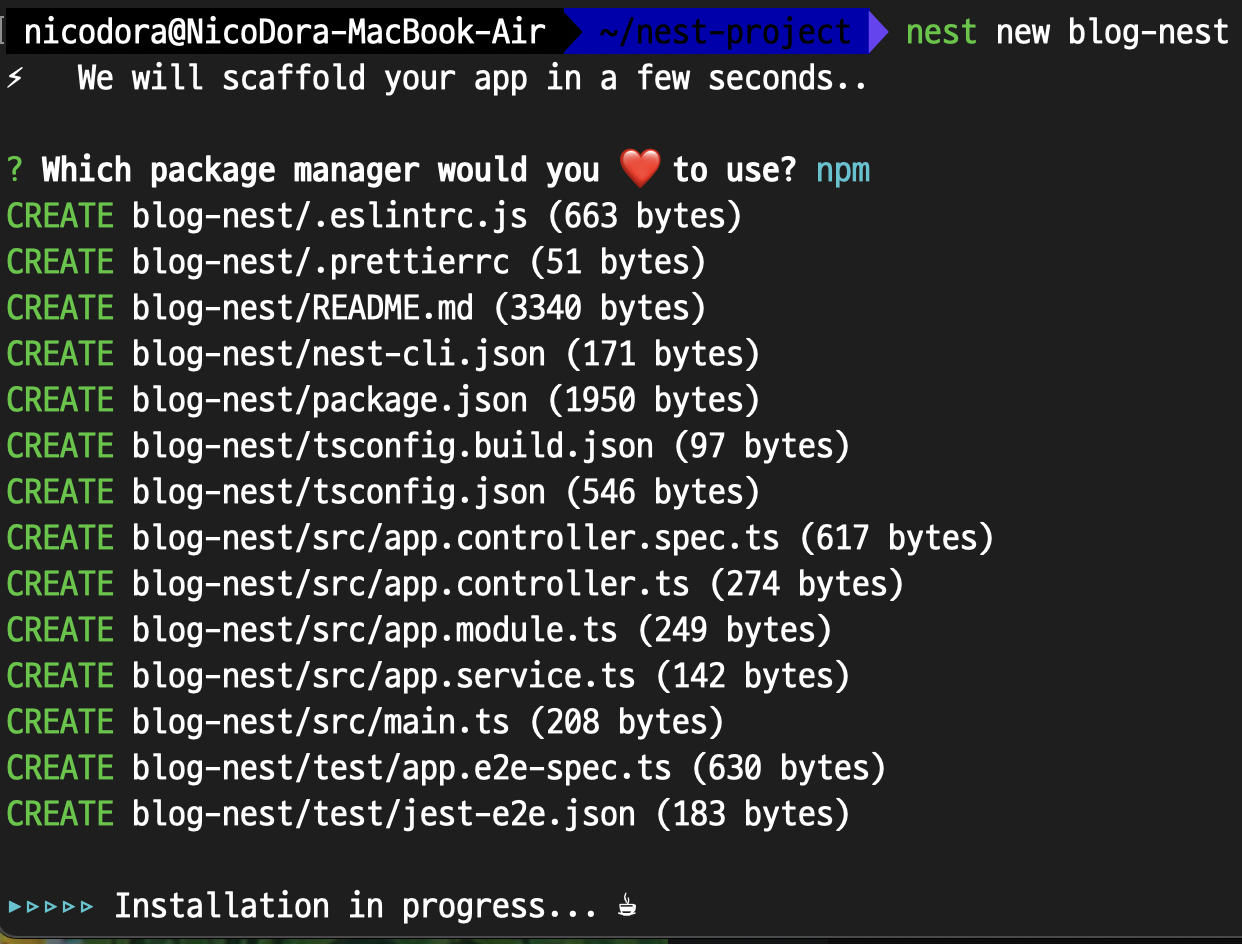 nicodora@NicoDora-MacBook-Air ~/nest-project nest new blog-nest
⚡ We will scaffold your app in a few seconds..
? Which package manager would you ❤️ to use? npm
CREATE blog-nest/.eslintrc.js (663 bytes)
CREATE blog-nest/.prettierrc (51 bytes)
CREATE blog-nest/README.md (3340 bytes)
CREATE blog-nest/nest-cli.json (171 bytes)
CREATE blog-nest/package.json (1950 bytes)
CREATE blog-nest/tsconfig.build.json (97 bytes)
CREATE blog-nest/tsconfig.json (546 bytes)
CREATE blog-nest/src/app.controller.spec.ts (617 bytes)
CREATE blog-nest/src/app.controller.ts (274 bytes)
CREATE blog-nest/src/app.module.ts (249 bytes)
CREATE blog-nest/src/app.service.ts (142 bytes)
CREATE blog-nest/src/main.ts (208 bytes)
CREATE blog-nest/test/app.e2e-spec.ts (630 bytes)
CREATE blog-nest/test/jest-e2e.json (183 bytes)
▸▹▹▹▹ Installation in progress... ☕